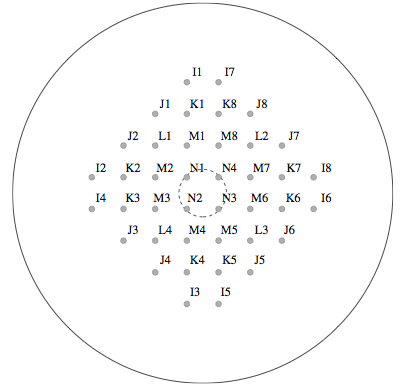 I1 I7
J1 K1 K8 J8
J2 L1 M1 M8 L2 J7
I2 K2 M2 N1 N4 M7 K7 I8
I4 K3 M3 N2 N3 M6 K6 I6
J3 L4 M4 M5 L3 J6
J4 K4 K5 J5
I3 I5